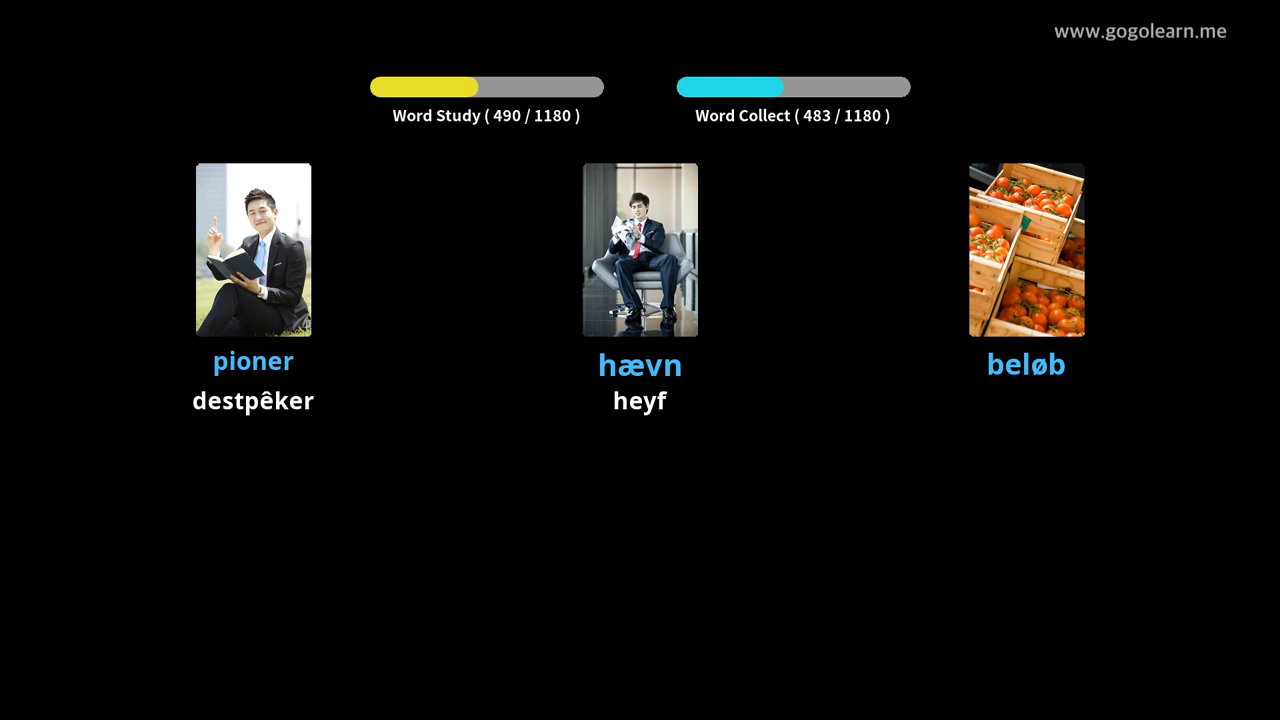 www.gogolearn.me
Word Study ( 490 / 1180 )
Word Collect ( 483 / 1180 )
pioner
hævn
beløb
destpêker
heyf